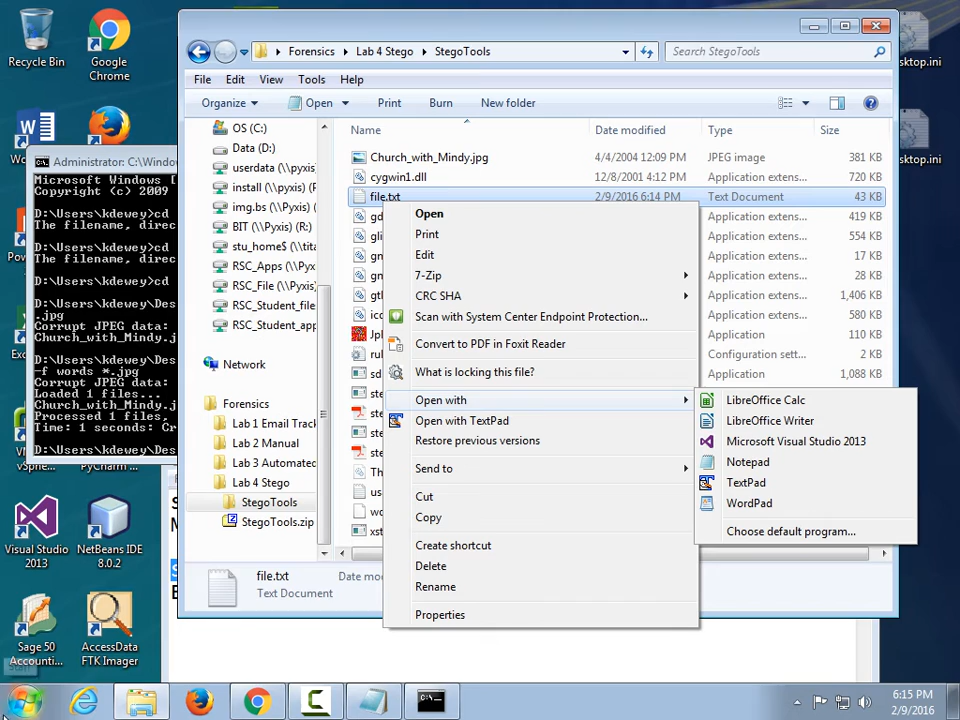 Recycle Bin
Google
Chrome
Forensics
Lab 4 Stego
StegoTools
Search StegoTools
File
Edit
View
Tools
Help
Organize
Open
Print
Burn
New folder
OS (C:)
Data (D:)
userdata (\\pyxis
install (\\pyxis)
img.bs (\\Pyxis)
BIT (\\Pyxis) (R:)
stu_home$ (\\tita
RSC_Apps (\\Pyxi
RSC_File (\\Pyxis)
RSC_Student_file
RSC_Student_app
Network
Forensics
Lab 1 Email Track
Lab 2 Manual
Lab 3 Automated
Lab 4 Stego
StegoTools
StegoTools.zip
Name
Date modified
Type
Size
Church_with_Mindy.jpg
4/4/2004 12:09 PM
JPEG image
381 KB
cygwin1.dll
12/8/2001 4:12 PM
Application extens...
720 KB
file.txt
2/9/2016 6:14 PM
Text Document
43 KB
Application extens...
419 KB
Application extens...
554 KB
Application extens...
17 KB
Application extens...
28 KB
Application extens...
1,406 KB
Application extens...
580 KB
Application
110 KB
Configuration sett...
2 KB
Application
1,088 KB
Open
Print
Edit
7-Zip
CRC SHA
Scan with System Center Endpoint Protection...
Convert to PDF in Foxit Reader
What is locking this file?
Open with
Open with TextPad
Restore previous versions
Send to
Cut
Copy
Create shortcut
Delete
Rename
Properties
LibreOffice Calc
LibreOffice Writer
Microsoft Visual Studio 2013
Notepad
TextPad
WordPad
Choose default program...
Administrator: C:\Windo
Microsoft Windows [
Copyright (c) 2009
D:\Users\kdewey>cd
The filename, direc
D:\Users\kdewey>cd
The filename, direc
D:\Users\kdewey>cd
D:\Users\kdewey\Des
.jpg
Corrupt JPEG data:
Church_with_Mindy.j
D:\Users\kdewey\Des
-f words *.jpg
Corrupt JPEG data:
Loaded 1 files...
Church_with_Mindy.j
Processed 1 files,
Time: 1 seconds: Cr
D:\Users\kdewey\Des
file.txt
Text Document
Visual Studio
2013
NetBeans IDE
8.0.2
Sage 50
Accounti...
AccessData
FTK Imager
6:15 PM
2/9/2016